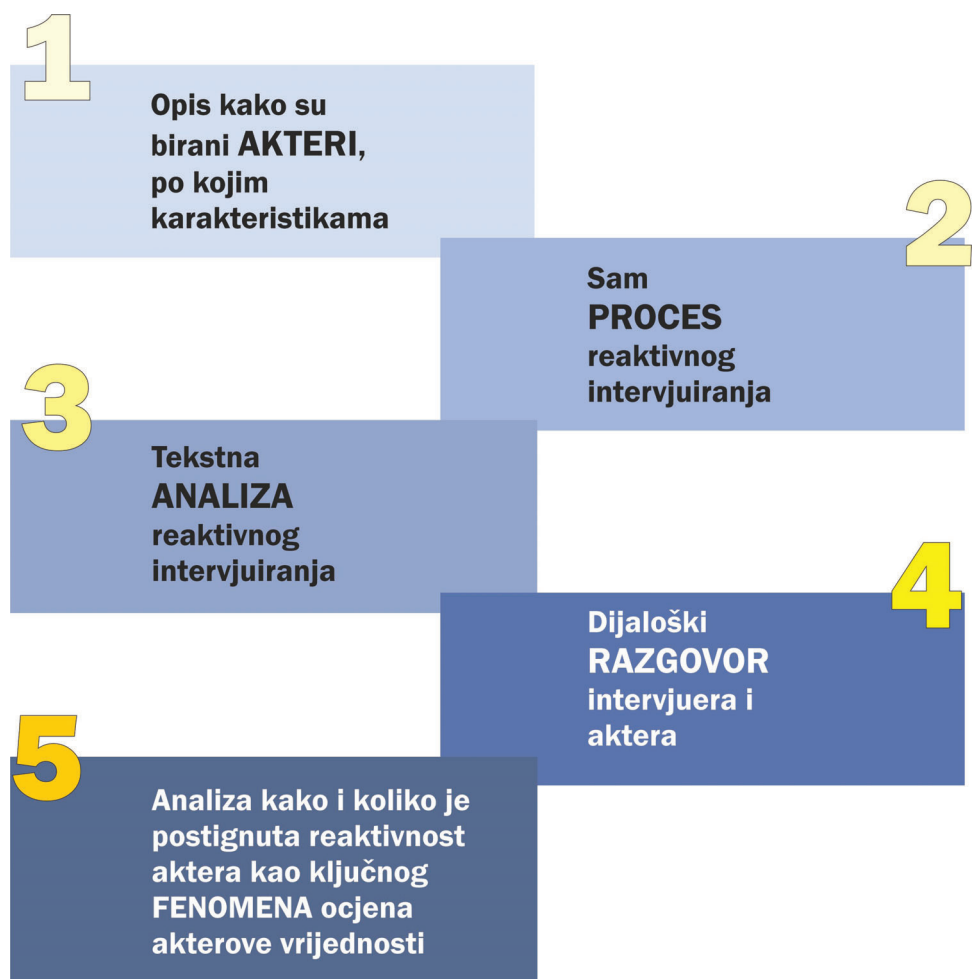 1
Opis kako su
birani AKTERI,
po kojim
karakteristikama
2
Sam
PROCES
reaktivnog
intervjuiranja
3
Tekstna
ANALIZA
reaktivnog
intervjuiranja
4
Dijaloški
RAZGOVOR
intervjuera i
aktera
5
Analiza kako i koliko je
postignuta reaktivnost
aktera kao ključnog
FENOMENA ocjena
akterove vrijednosti